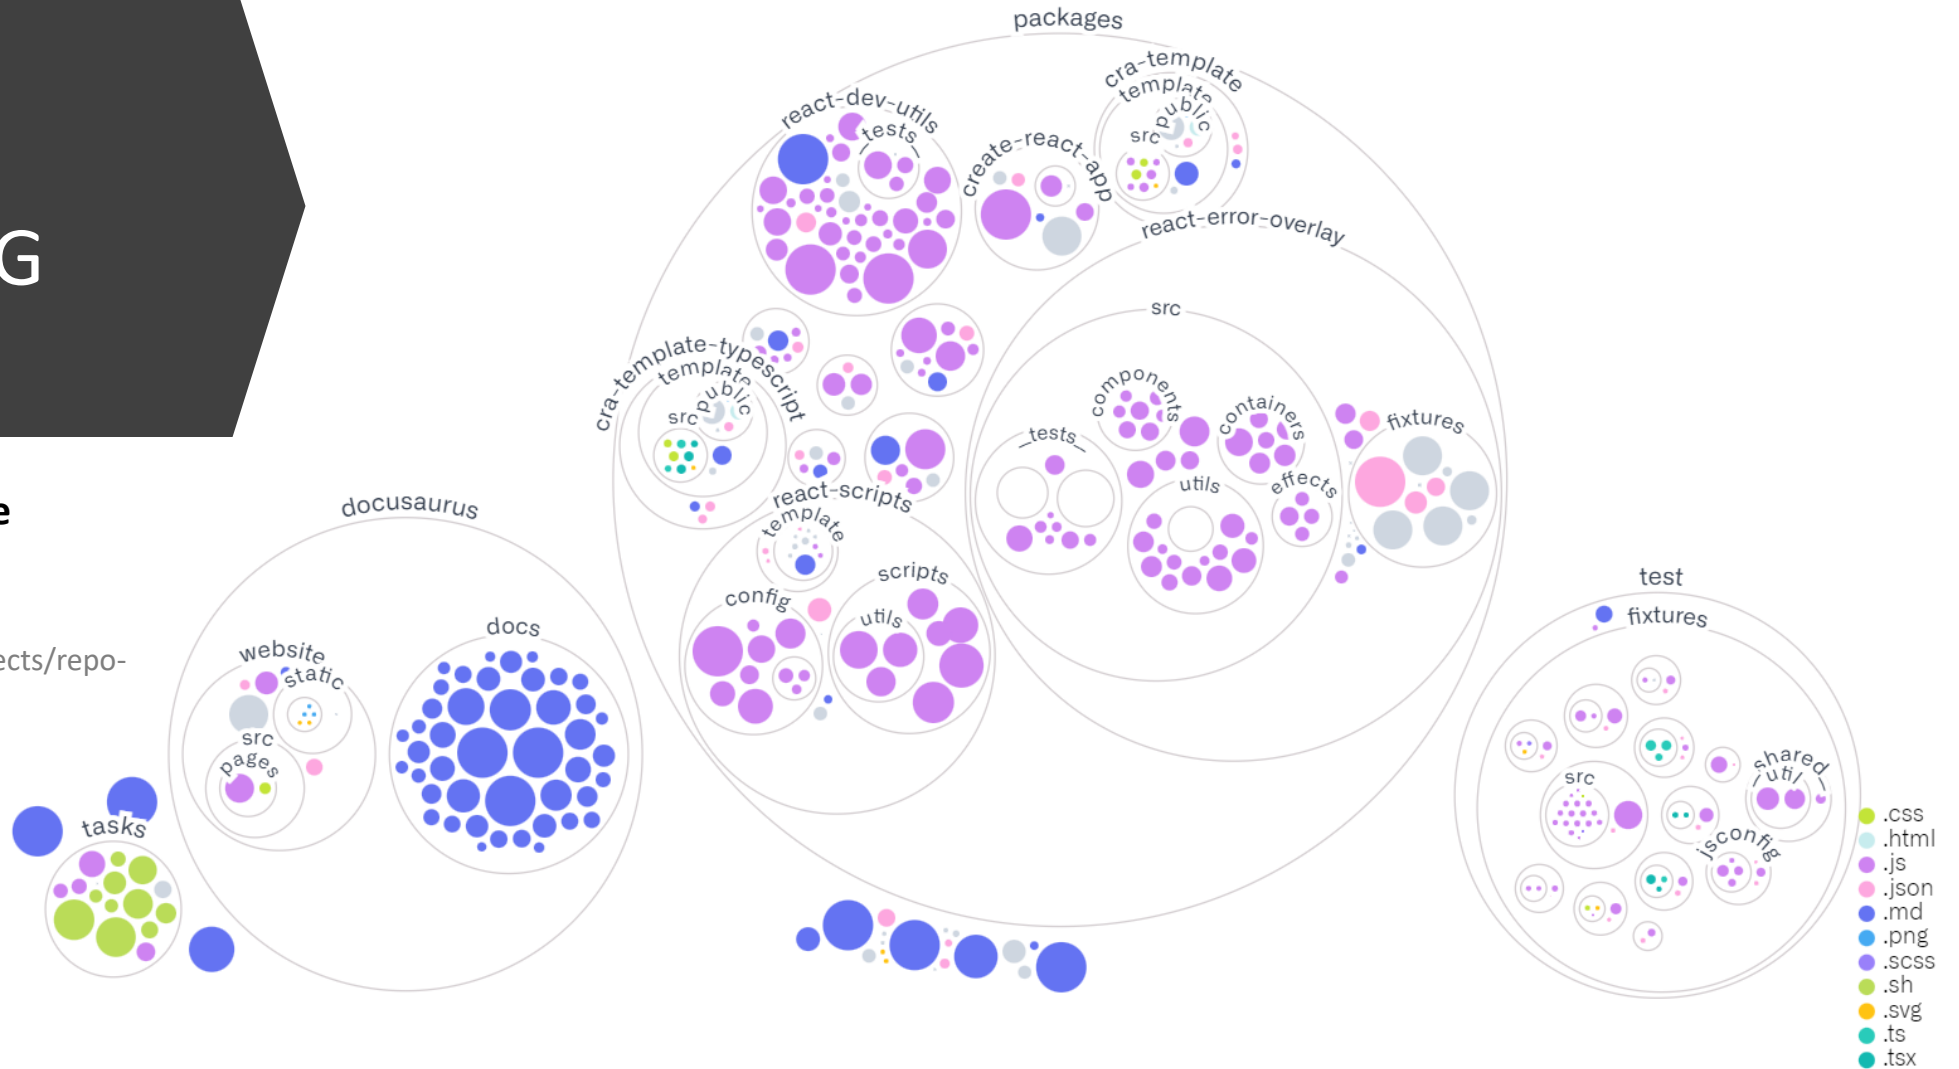 G
e
ects/repo-
packages
cra-template
template
public
src
react-dev-utils
_tests_
create-react-app
react-error-overlay
src
components
containers
_tests_
utils
effects
fixtures
cra-template-typescript
template
public
src
react-scripts
template
config
scripts
utils
docusaurus
website
static
src
pages
docs
tasks
test
fixtures
src
shared
_util_
jsconfig
.css
.html
.js
.json
.md
.png
.scss
.sh
.svg
.ts
.tsx